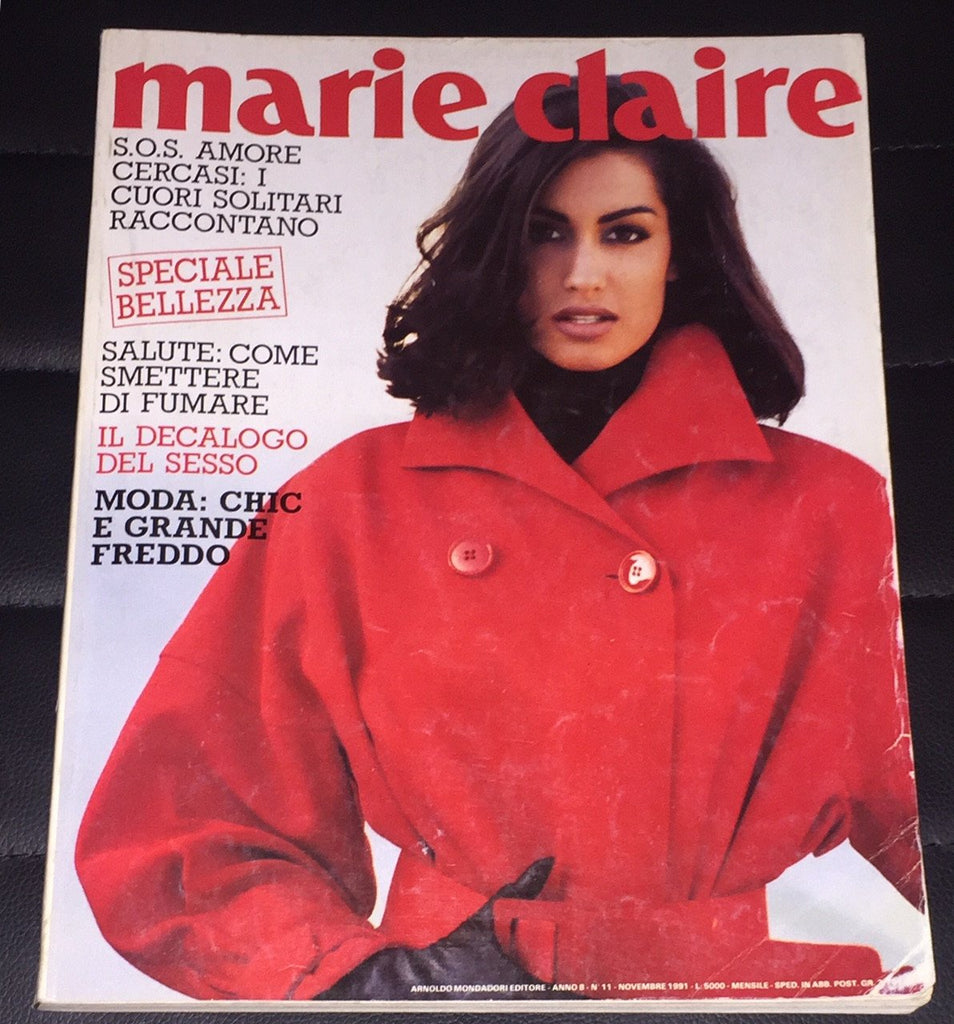 marie claire
S.O.S. AMORE
CERCASI: I
CUORI SOLITARI
RACCONTANO
SPECIALE
BELLEZZA
SALUTE: COME
SMETTERE
DI FUMARE
IL DECALOGO
DEL SESSO
MODA: CHIC
E GRANDE
FREDDO
ARNOLDO MONDADORI EDITORE - ANNO 8 - N° 11 - NOVEMBRE 1991 - L. 5000 - MENSILE - SPED. IN ABB. POST. GR.